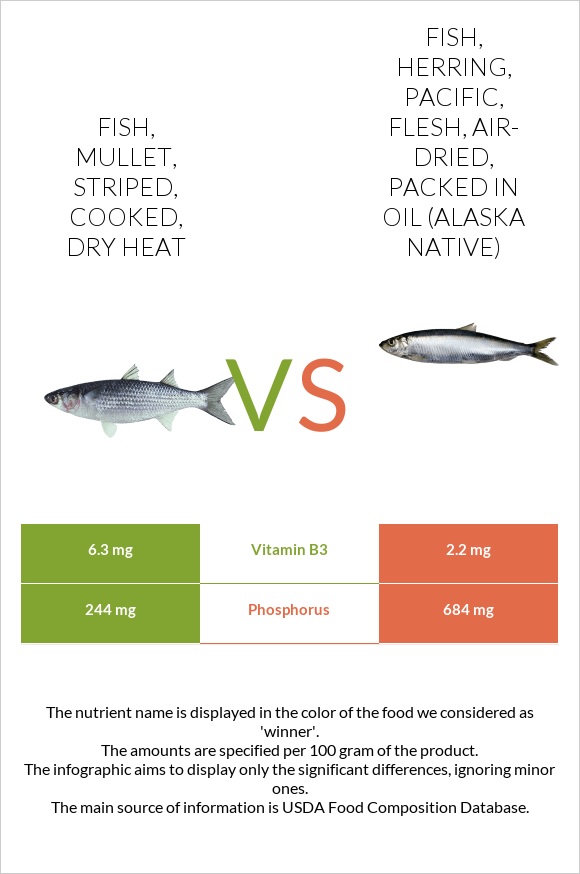 FISH,
MULLET,
STRIPED,
COOKED,
DRY HEAT
FISH,
HERRING,
PACIFIC,
FLESH, AIR-
DRIED,
PACKED IN
OIL (ALASKA
NATIVE)
VS
6.3 mg Vitamin B3 2.2 mg
244 mg Phosphorus 684 mg
The nutrient name is displayed in the color of the food we considered as
'winner'.
The amounts are specified per 100 gram of the product.
The infographic aims to display only the significant differences, ignoring minor
ones.
The main source of information is USDA Food Composition Database.